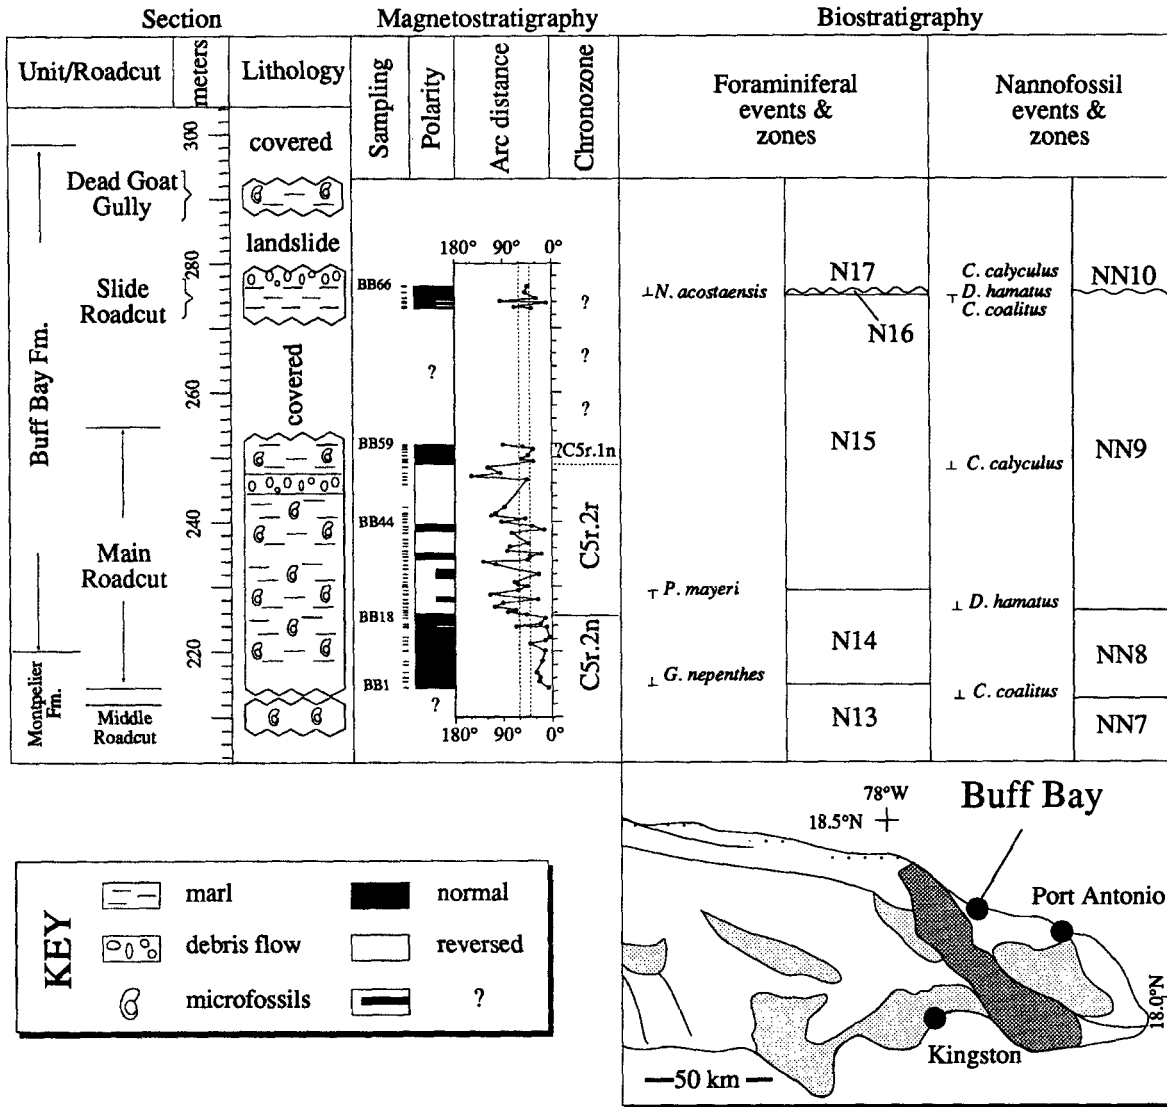 Section
Magnetostratigraphy
Biostratigraphy
Unit/Roadcut
meters
Lithology
Sampling
Polarity
Arc distance
Chronozone
Foraminiferal
events &
zones
Nannofossil
events &
zones
300
280
260
240
220
Buff Bay Fm.
Montpelier
Fm.
Dead Goat
Gully
Slide
Roadcut
Main
Roadcut
Middle
Roadcut
covered
landslide
covered
BB66
BB59
BB44
BB18
BB1
?
?
180° 90° 0°
180° 90° 0°
?
?
?
?C5r.1n
C5r.2r
C5r.2n
⊥N. acostaensis
⊤ P. mayeri
⊥ G. nepenthes
N17
N16
N15
N14
N13
C. calyculus
⊤ D. hamatus
C. coalitus
⊥ C. calyculus
⊥ D. hamatus
⊥ C. coalitus
NN10
NN9
NN8
NN7
KEY
marl
debris flow
microfossils
normal
reversed
?
78°W
18.5°N
Buff Bay
Port Antonio
18.0°N
Kingston
50 km